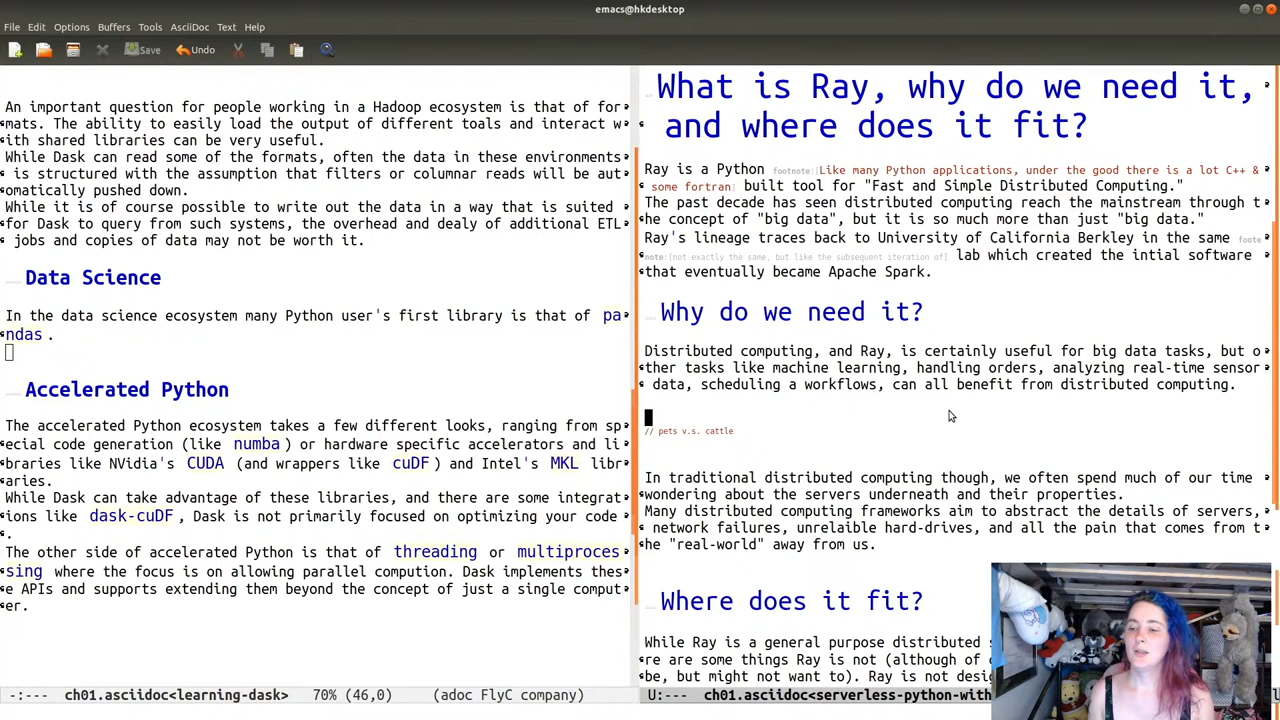 emacs@hkdesktop
File Edit Options Buffers Tools AsciiDoc Text Help
Save Undo
An important question for people working in a Hadoop ecosystem is that of for
mats. The ability to easily load the output of different toals and interact w
ith shared libraries can be very useful.
While Dask can read some of the formats, often the data in these environments
is structured with the assumption that filters or columnar reads will be aut
omatically pushed down.
While it is of course possible to write out the data in a way that is suited
for Dask to query from such systems, the overhead and dealy of additional ETL
jobs and copies of data may not be worth it.
Data Science
In the data science ecosystem many Python user's first library is that of pa
ndas.
Accelerated Python
The accelerated Python ecosystem takes a few different looks, ranging from sp
ecial code generation (like numba) or hardware specific accelerators and li
braries like NVidia's CUDA (and wrappers like cuDF) and Intel's MKL libr
aries.
While Dask can take advantage of these libraries, and there are some integrat
ions like dask-cuDF, Dask is not primarily focused on optimizing your code
.
The other side of accelerated Python is that of threading or multiproces
sing where the focus is on allowing parallel compution. Dask implements thes
e APIs and supports extending them beyond the concept of just a single comput
er.
-:--- ch01.asciidoc<learning-dask> 70% (46,0) (adoc FlyC company)
What is Ray, why do we need it,
and where does it fit?
Ray is a Python footnote:[Like many Python applications, under the good there is a lot C++ &
some fortran] built tool for "Fast and Simple Distributed Computing."
The past decade has seen distributed computing reach the mainstream through t
he concept of "big data", but it is so much more than just "big data."
Ray's lineage traces back to University of California Berkley in the same foote
note:[not exactly the same, but like the subsequent iteration of] lab which created the intial software
that eventually became Apache Spark.
Why do we need it?
Distributed computing, and Ray, is certainly useful for big data tasks, but o
ther tasks like machine learning, handling orders, analyzing real-time sensor
data, scheduling a workflows, can all benefit from distributed computing.
// pets v.s. cattle
In traditional distributed computing though, we often spend much of our time
wondering about the servers underneath and their properties.
Many distributed computing frameworks aim to abstract the details of servers,
network failures, unrelaible hard-drives, and all the pain that comes from t
he "real-world" away from us.
Where does it fit?
While Ray is a general purpose distributed
re are some things Ray is not (although of
be, but might not want to). Ray is not
U:--- ch01.asciidoc<serverless-python-with